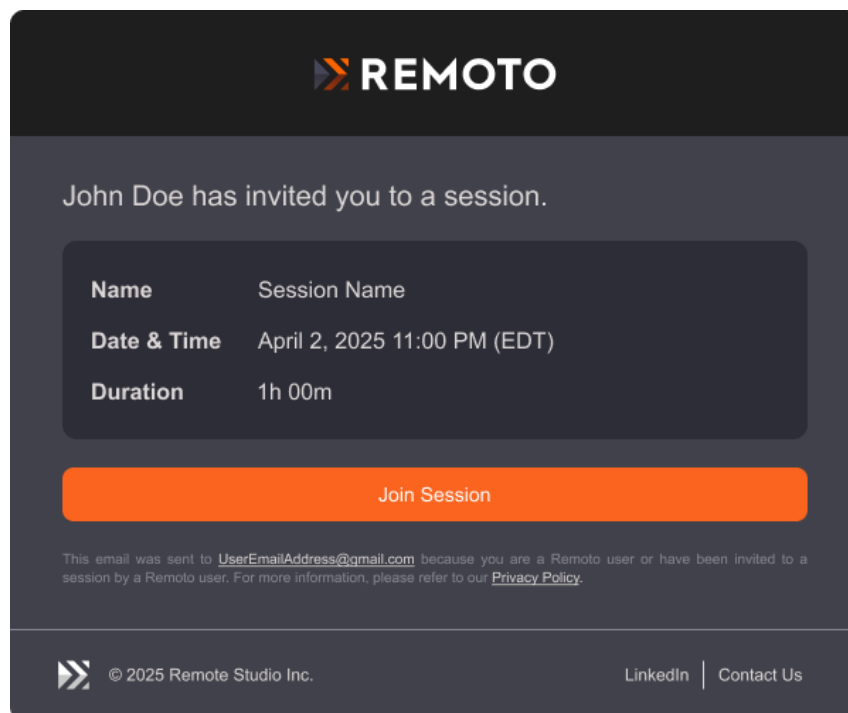 REMOTO
John Doe has invited you to a session.
Name Session Name
Date & Time April 2, 2025 11:00 PM (EDT)
Duration 1h 00m
Join Session
This email was sent to UserEmailAddress@gmail.com because you are a Remoto user or have been invited to a
session by a Remoto user. For more information, please refer to our Privacy Policy.
© 2025 Remote Studio Inc. LinkedIn Contact Us